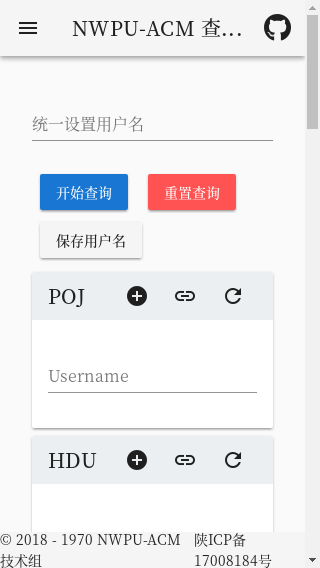 NWPU-ACM 查...
统一设置用户名
开始查询 重置查询
保存用户名
POJ
Username
HDU
© 2018 - 1970 NWPU-ACM 陕ICP备
技术组 17008184号